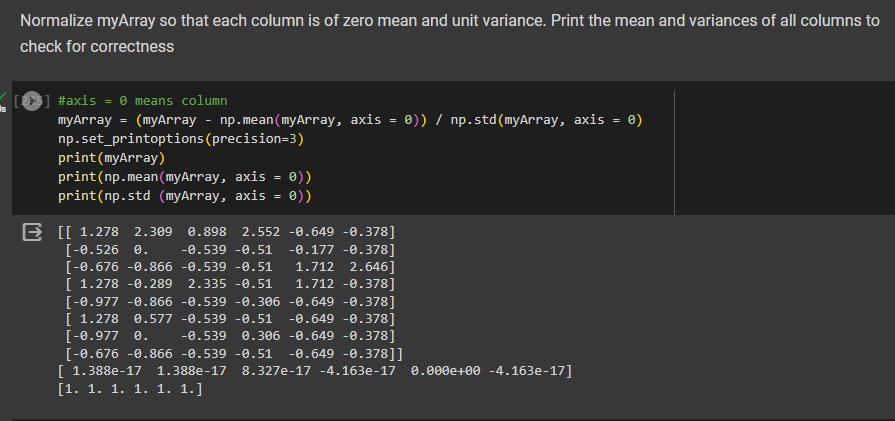 Normalize myArray so that each column is of zero mean and unit variance. Print the mean and variances of all columns to
check for correctness
#axis = 0 means column
myArray = (myArray - np.mean(myArray, axis = 0)) / np.std(myArray, axis = 0)
np.set_printoptions(precision=3)
print(myArray)
print(np.mean(myArray, axis = 0))
print(np.std (myArray, axis = 0))
[[ 1.278  2.309  0.898  2.552 -0.649 -0.378]
 [-0.526  0.    -0.539 -0.51  -0.177 -0.378]
 [-0.676 -0.866 -0.539 -0.51   1.712  2.646]
 [ 1.278 -0.289  2.335 -0.51   1.712 -0.378]
 [-0.977 -0.866 -0.539 -0.306 -0.649 -0.378]
 [ 1.278  0.577 -0.539 -0.51  -0.649 -0.378]
 [-0.977  0.    -0.539  0.306 -0.649 -0.378]
 [-0.676 -0.866 -0.539 -0.51  -0.649 -0.378]]
[ 1.388e-17  1.388e-17  8.327e-17 -4.163e-17  0.000e+00 -4.163e-17]
[1. 1. 1. 1. 1. 1.]